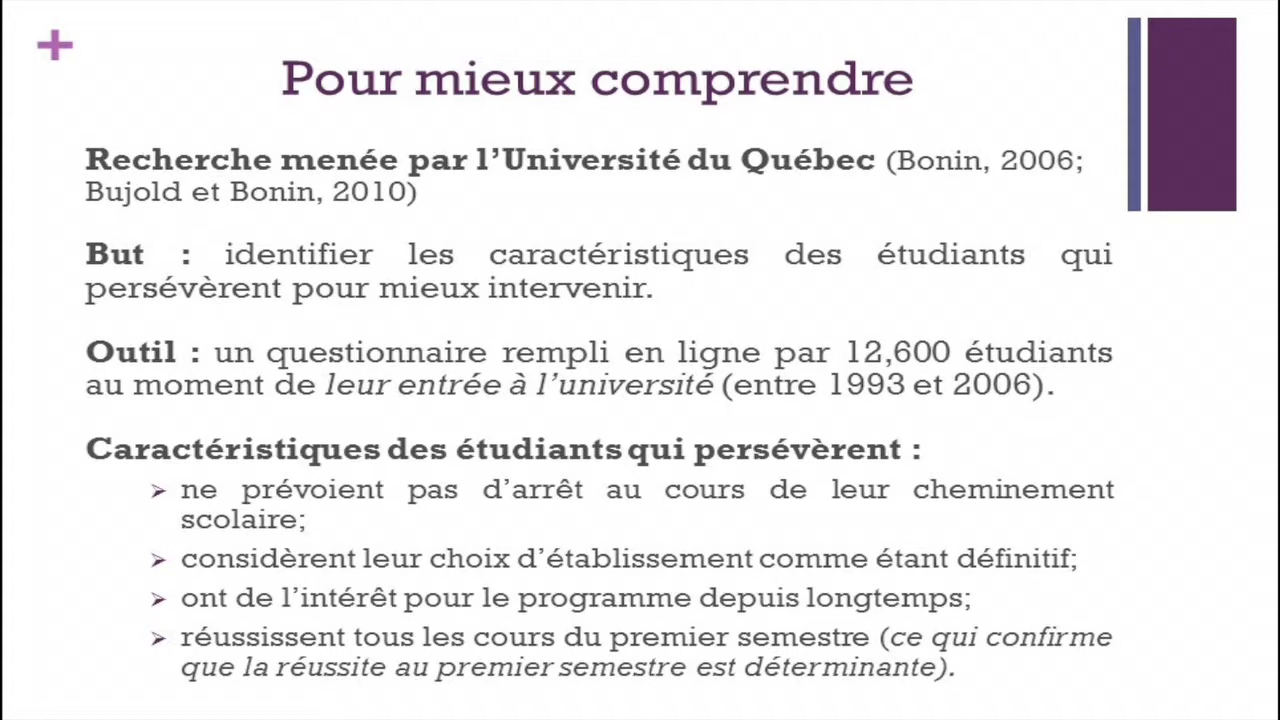 Pour mieux comprendre
Recherche menée par l’Université du Québec (Bonin, 2006;
Bujold et Bonin, 2010)
But : identifier les caractéristiques des étudiants qui
persévèrent pour mieux intervenir.
Outil : un questionnaire rempli en ligne par 12,600 étudiants
au moment de leur entrée à l’université (entre 1993 et 2006).
Caractéristiques des étudiants qui persévèrent :
➢ ne prévoient pas d’arrêt au cours de leur cheminement
scolaire;
➢ considèrent leur choix d’établissement comme étant définitif;
➢ ont de l’intérêt pour le programme depuis longtemps;
➢ réussissent tous les cours du premier semestre (ce qui confirme
que la réussite au premier semestre est déterminante).